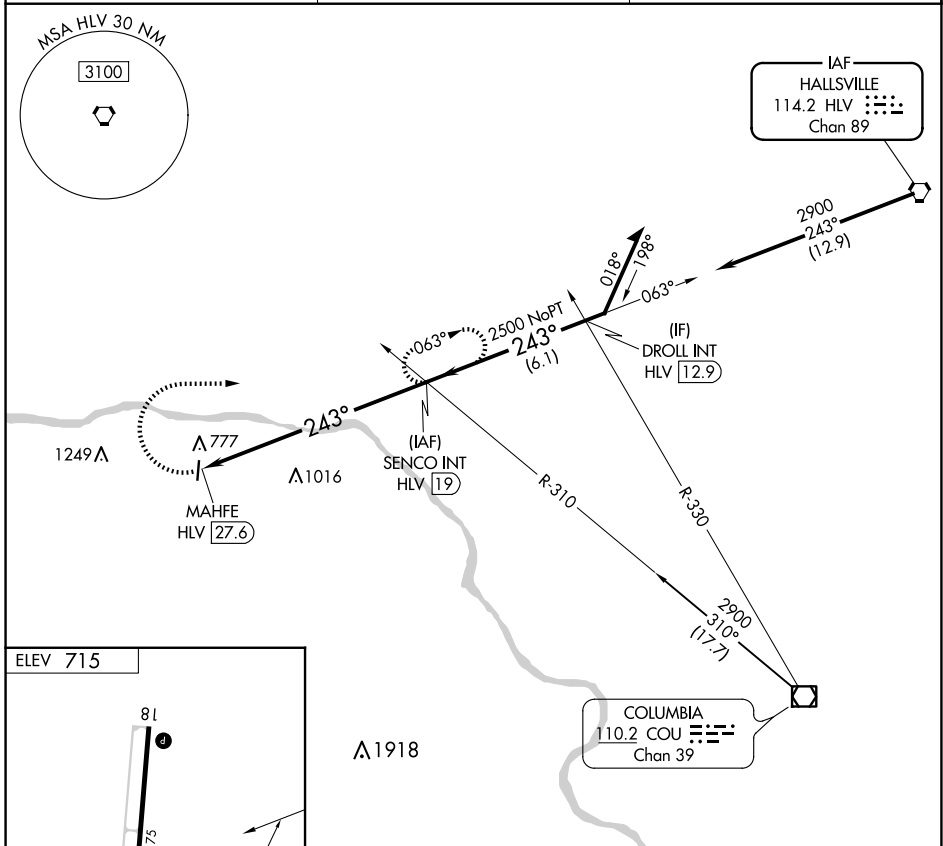 MSA HLV 30 NM
3100
IAF
HALLSVILLE
114.2 HLV
Chan 89
2900
243°
(12.9)
018°
198°
063°
2500 NoPT
243°
(6.1)
063°
(IF)
DROLL INT
HLV 12.9
243°
(IAF)
SENCO INT
HLV 19
1249
777
1016
MAHFE
HLV 27.6
R-310
R-330
2900
310°
(17.7)
ELEV 715
18
P
75
1918
COLUMBIA
110.2 COU
Chan 39